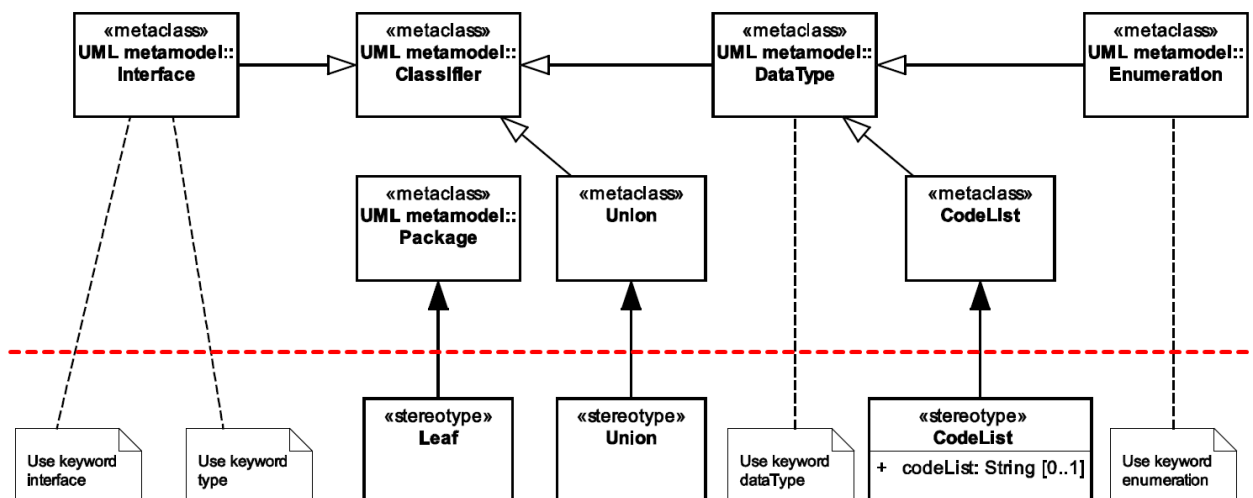 «metaclass»
UML metamodel::
Interface
«metaclass»
UML metamodel::
Classifier
«metaclass»
UML metamodel::
DataType
«metaclass»
UML metamodel::
Enumeration
«metaclass»
UML metamodel::
Package
«metaclass»
Union
«metaclass»
CodeList
Use keyword
interface
Use keyword
type
«stereotype»
Leaf
«stereotype»
Union
Use keyword
dataType
«stereotype»
CodeList
+ codeList: String [0..1]
Use keyword
enumeration